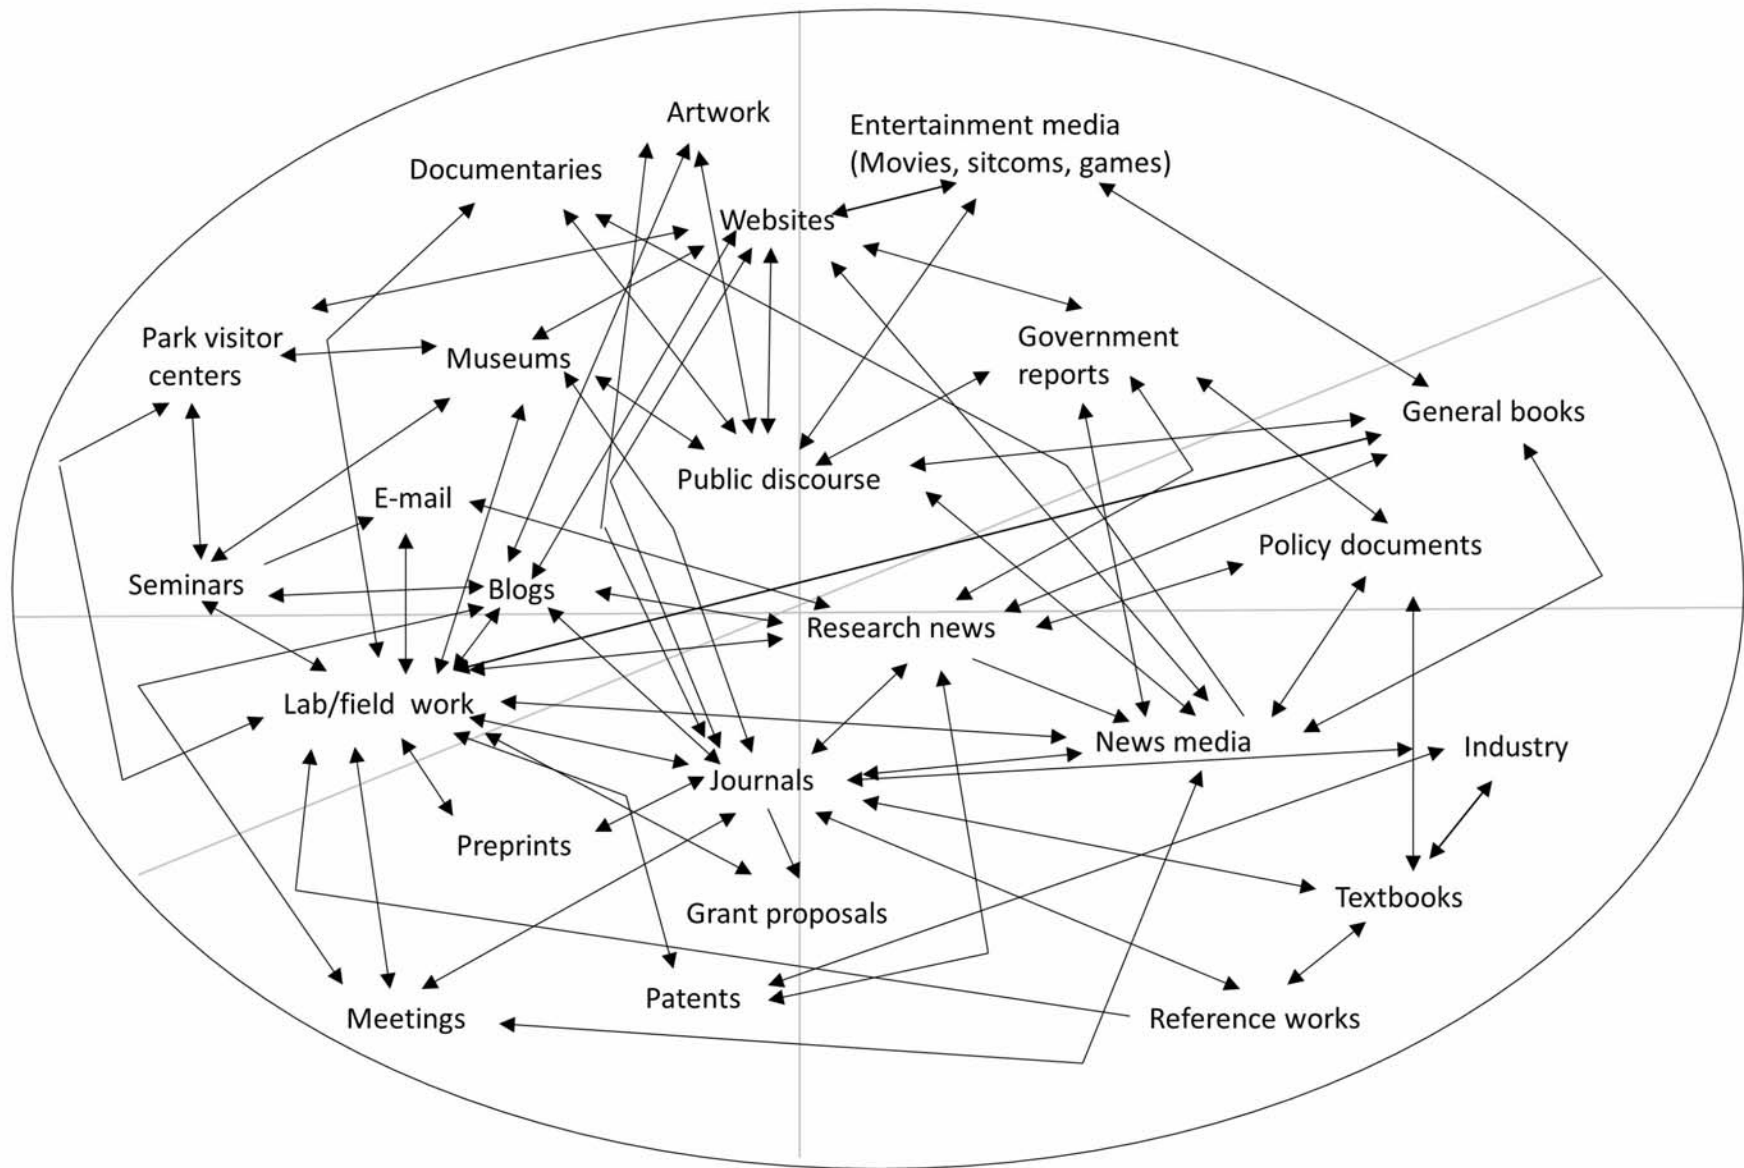 Artwork
Entertainment media
(Movies, sitcoms, games)
Documentaries
Websites
Park visitor
centers
Museums
Government
reports
General books
Public discourse
E-mail
Policy documents
Seminars
Blogs
Research news
Lab/field work
News media
Industry
Journals
Preprints
Textbooks
Grant proposals
Patents
Meetings
Reference works